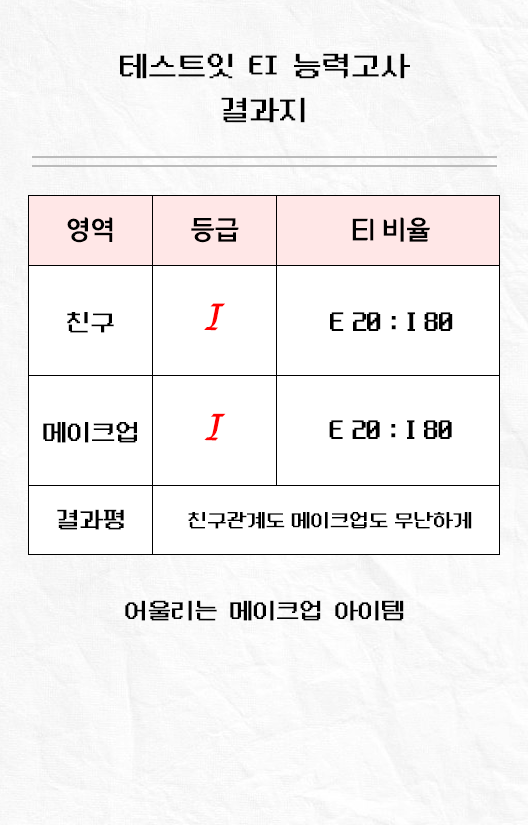 테스트잇 EI 능력고사
결과지
영역 등급 EI 비율
친구 I E 20 : I 80
메이크업 I E 20 : I 80
결과평 친구관계도 메이크업도 무난하게
어울리는 메이크업 아이템